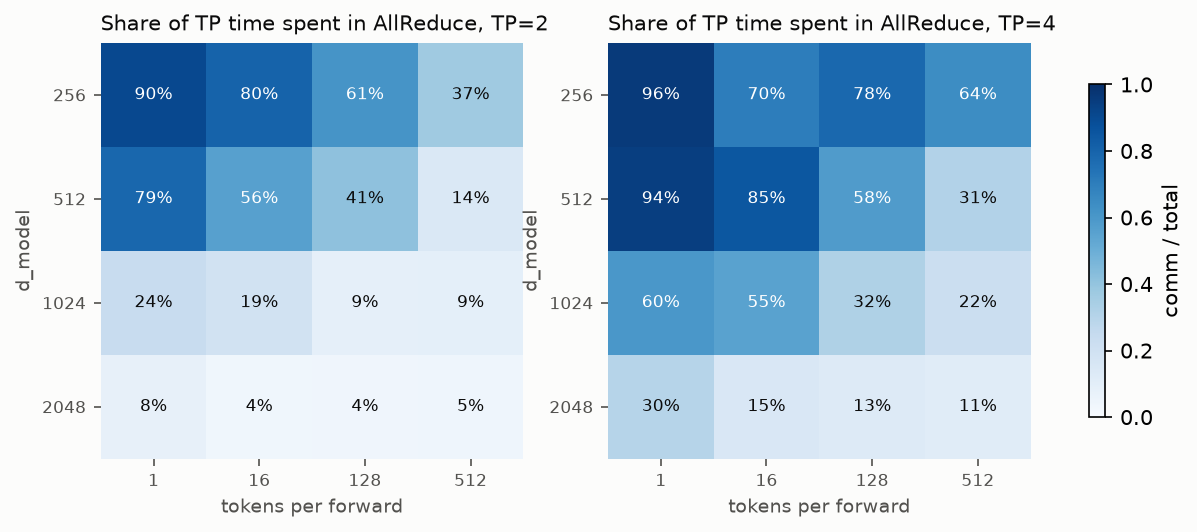 Share of TP time spent in AllReduce, TP=2
d_model
256 90% 80% 61% 37%
512 79% 56% 41% 14%
1024 24% 19% 9% 9%
2048 8% 4% 4% 5%
1 16 128 512
tokens per forward
Share of TP time spent in AllReduce, TP=4
d_model
256 96% 70% 78% 64%
512 94% 85% 58% 31%
1024 60% 55% 32% 22%
2048 30% 15% 13% 11%
1 16 128 512
tokens per forward
1.0
0.8
0.6
0.4
0.2
0.0
comm / total